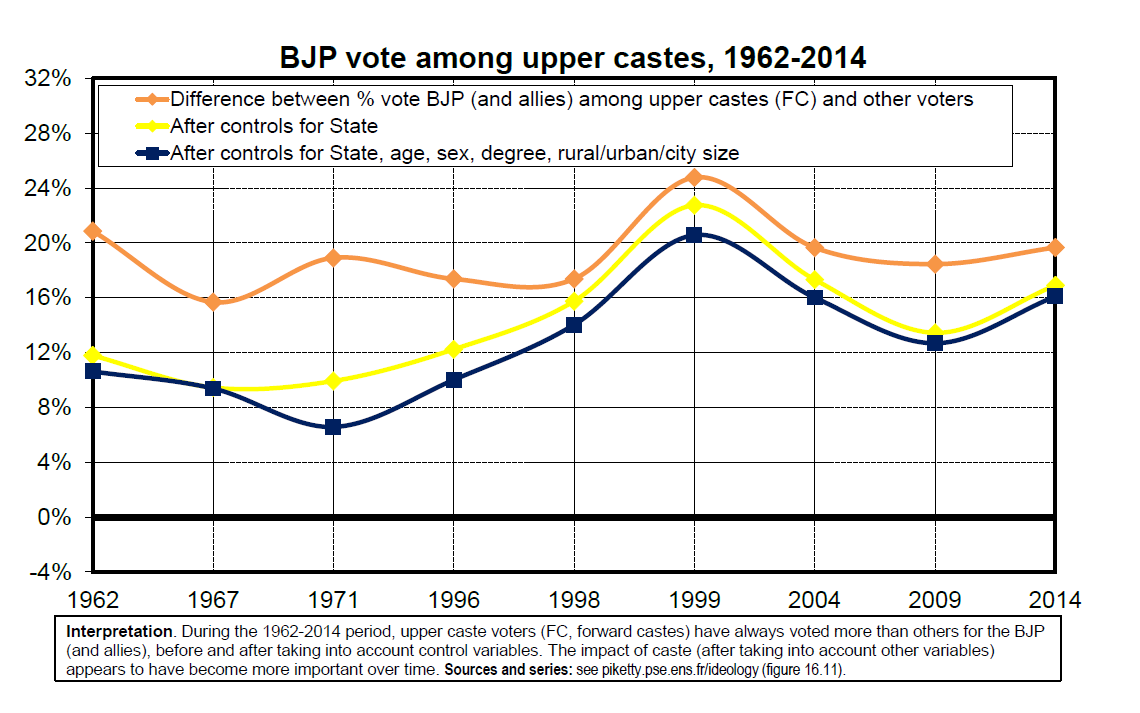 BJP vote among upper castes, 1962-2014
32%
Difference between % vote BJP (and allies) among upper castes (FC) and other voters
After controls for State
28%
After controls for State, age, sex, degree, rural/urban/city size
24%
20%
16%
12%
8%
4%
0%
-4%
1962 1967 1971 1996 1998 1999 2004 2009 2014
Interpretation. During the 1962-2014 period, upper caste voters (FC, forward castes) have always voted more than others for the BJP
(and allies), before and after taking into account control variables. The impact of caste (after taking into account other variables)
appears to have become more important over time. Sources and series: see piketty.pse.ens.fr/ideology (figure 16.11).